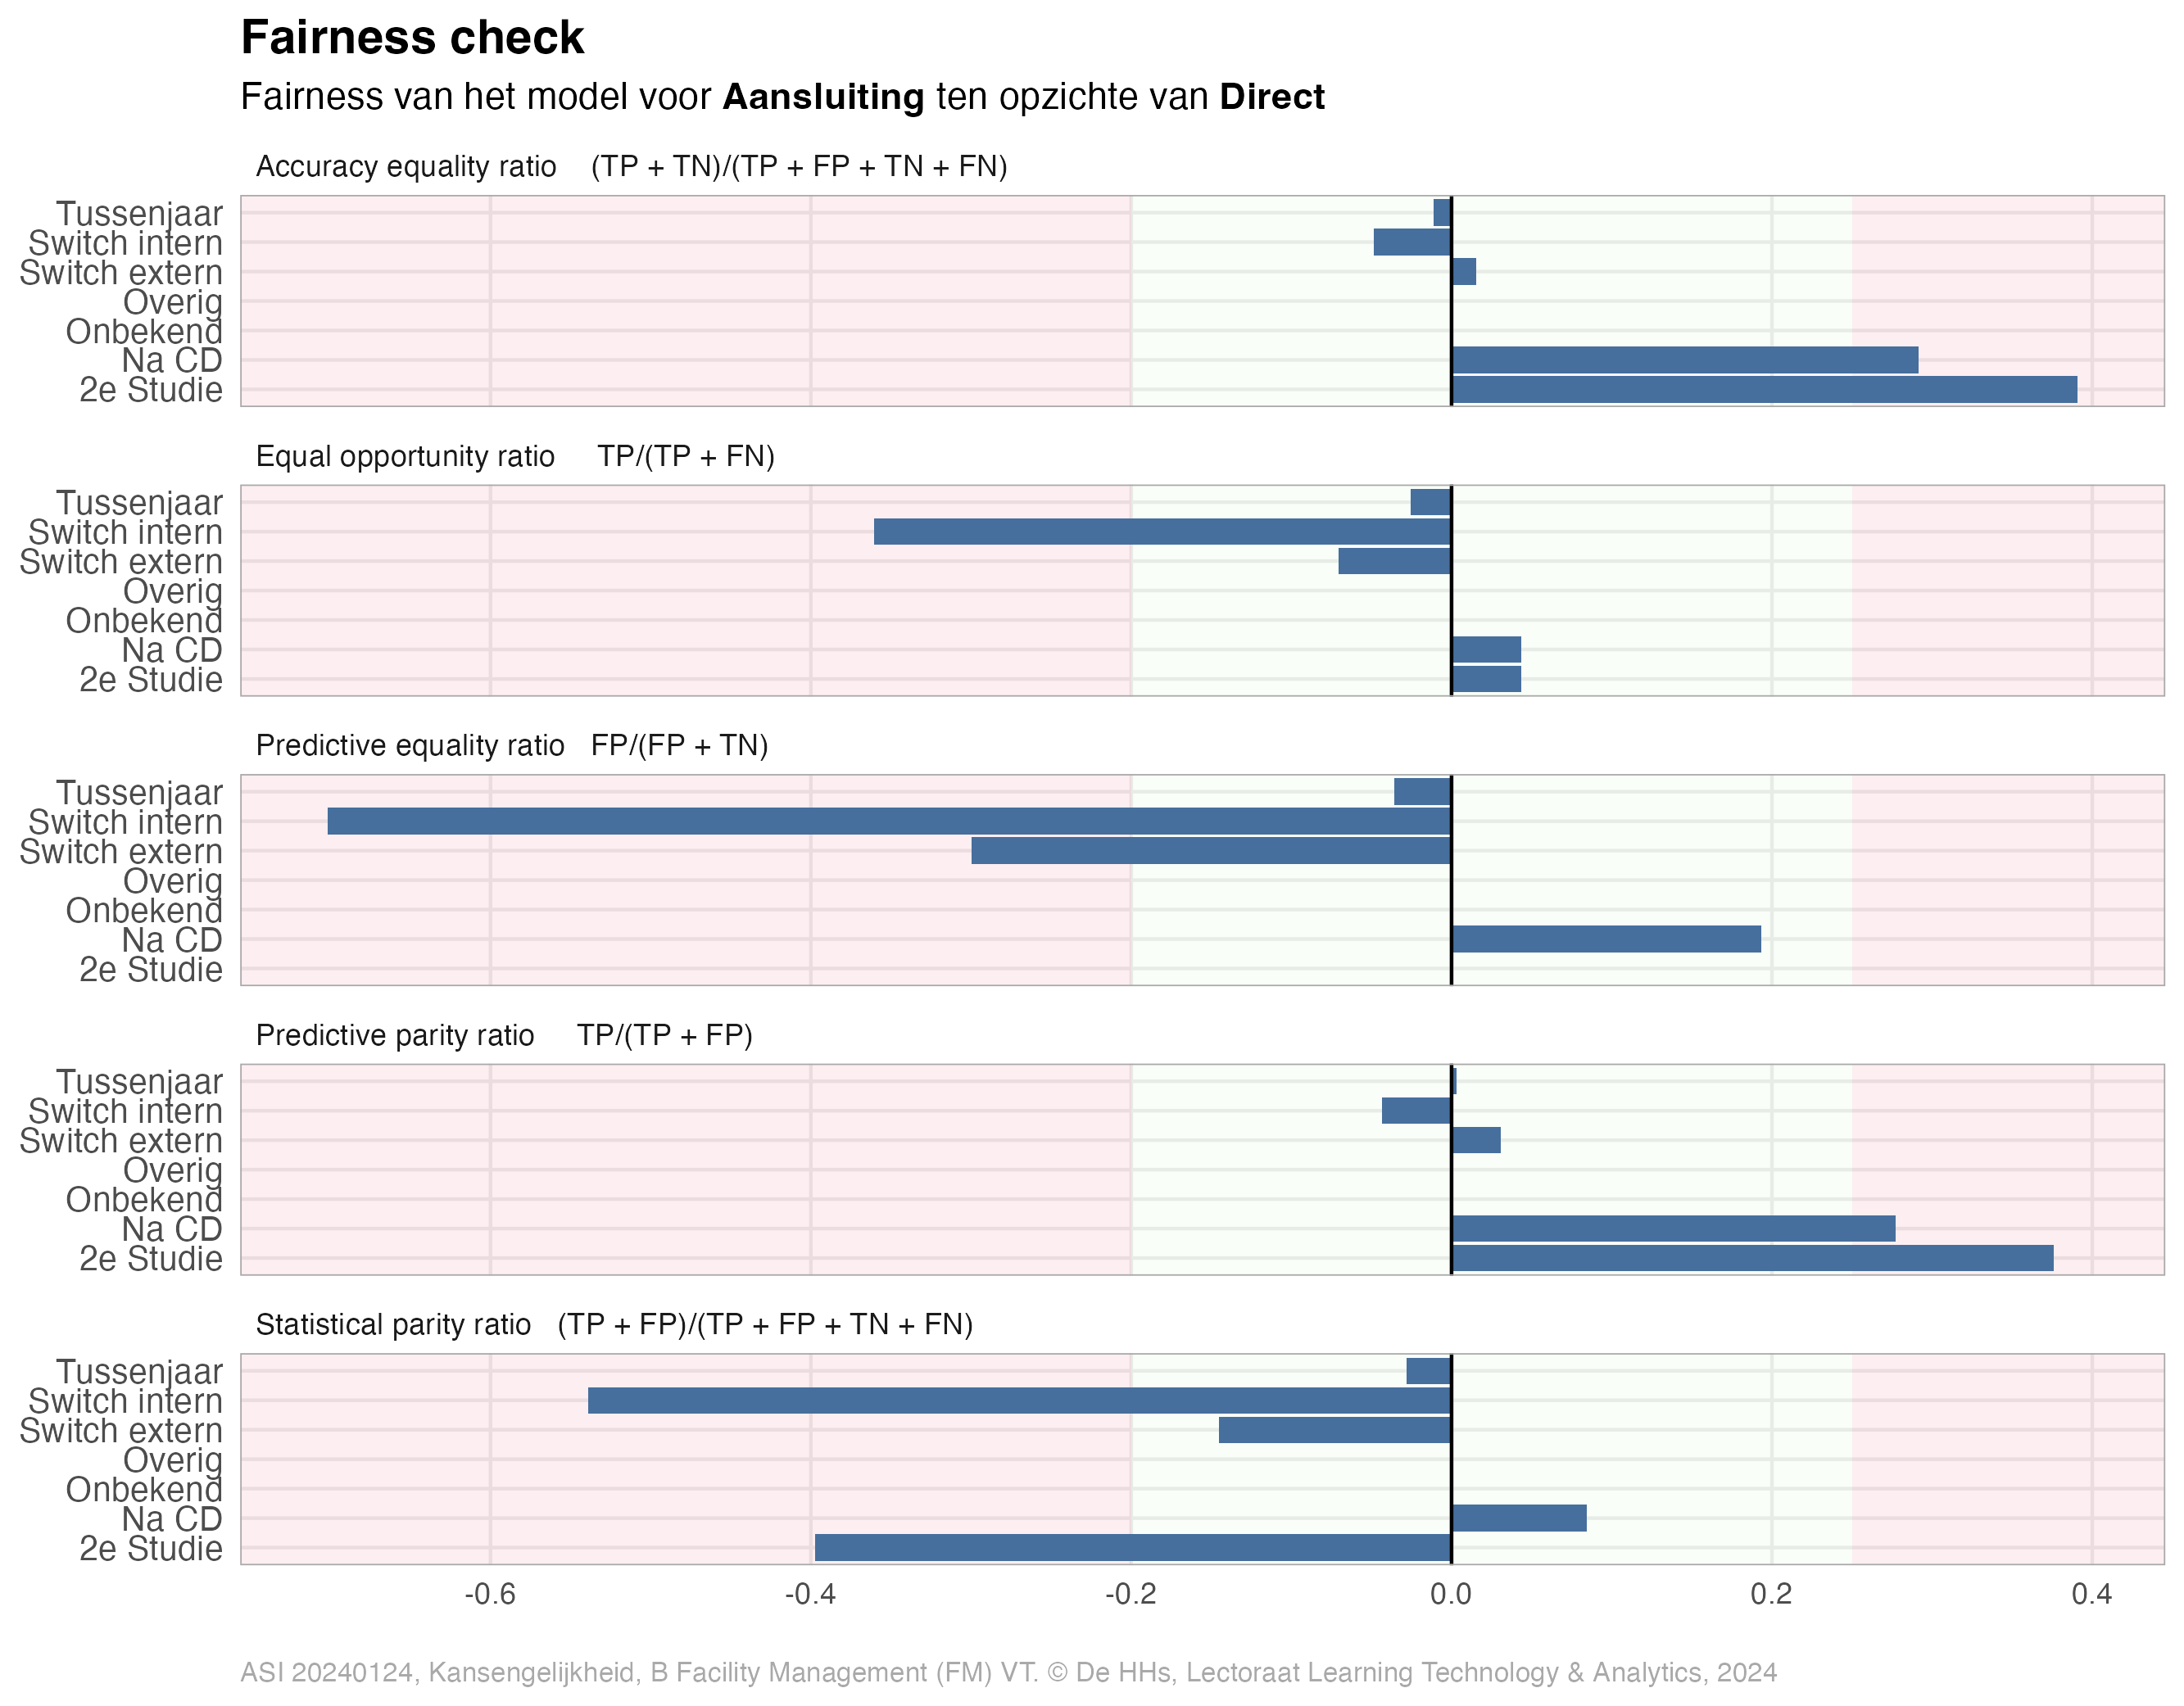 Fairness check
Fairness van het model voor Aansluiting ten opzichte van Direct
Accuracy equality ratio (TP + TN)/(TP + FP + TN + FN)
Tussenjaar
Switch intern
Switch extern
Overig
Onbekend
Na CD
2e Studie
Equal opportunity ratio TP/(TP + FN)
Tussenjaar
Switch intern
Switch extern
Overig
Onbekend
Na CD
2e Studie
Predictive equality ratio FP/(FP + TN)
Tussenjaar
Switch intern
Switch extern
Overig
Onbekend
Na CD
2e Studie
Predictive parity ratio TP/(TP + FP)
Tussenjaar
Switch intern
Switch extern
Overig
Onbekend
Na CD
2e Studie
Statistical parity ratio (TP + FP)/(TP + FP + TN + FN)
Tussenjaar
Switch intern
Switch extern
Overig
Onbekend
Na CD
2e Studie
-0.6 -0.4 -0.2 0.0 0.2 0.4
ASI 20240124, Kansengelijkheid, B Facility Management (FM) VT. © De HHs, Lectoraat Learning Technology & Analytics, 2024